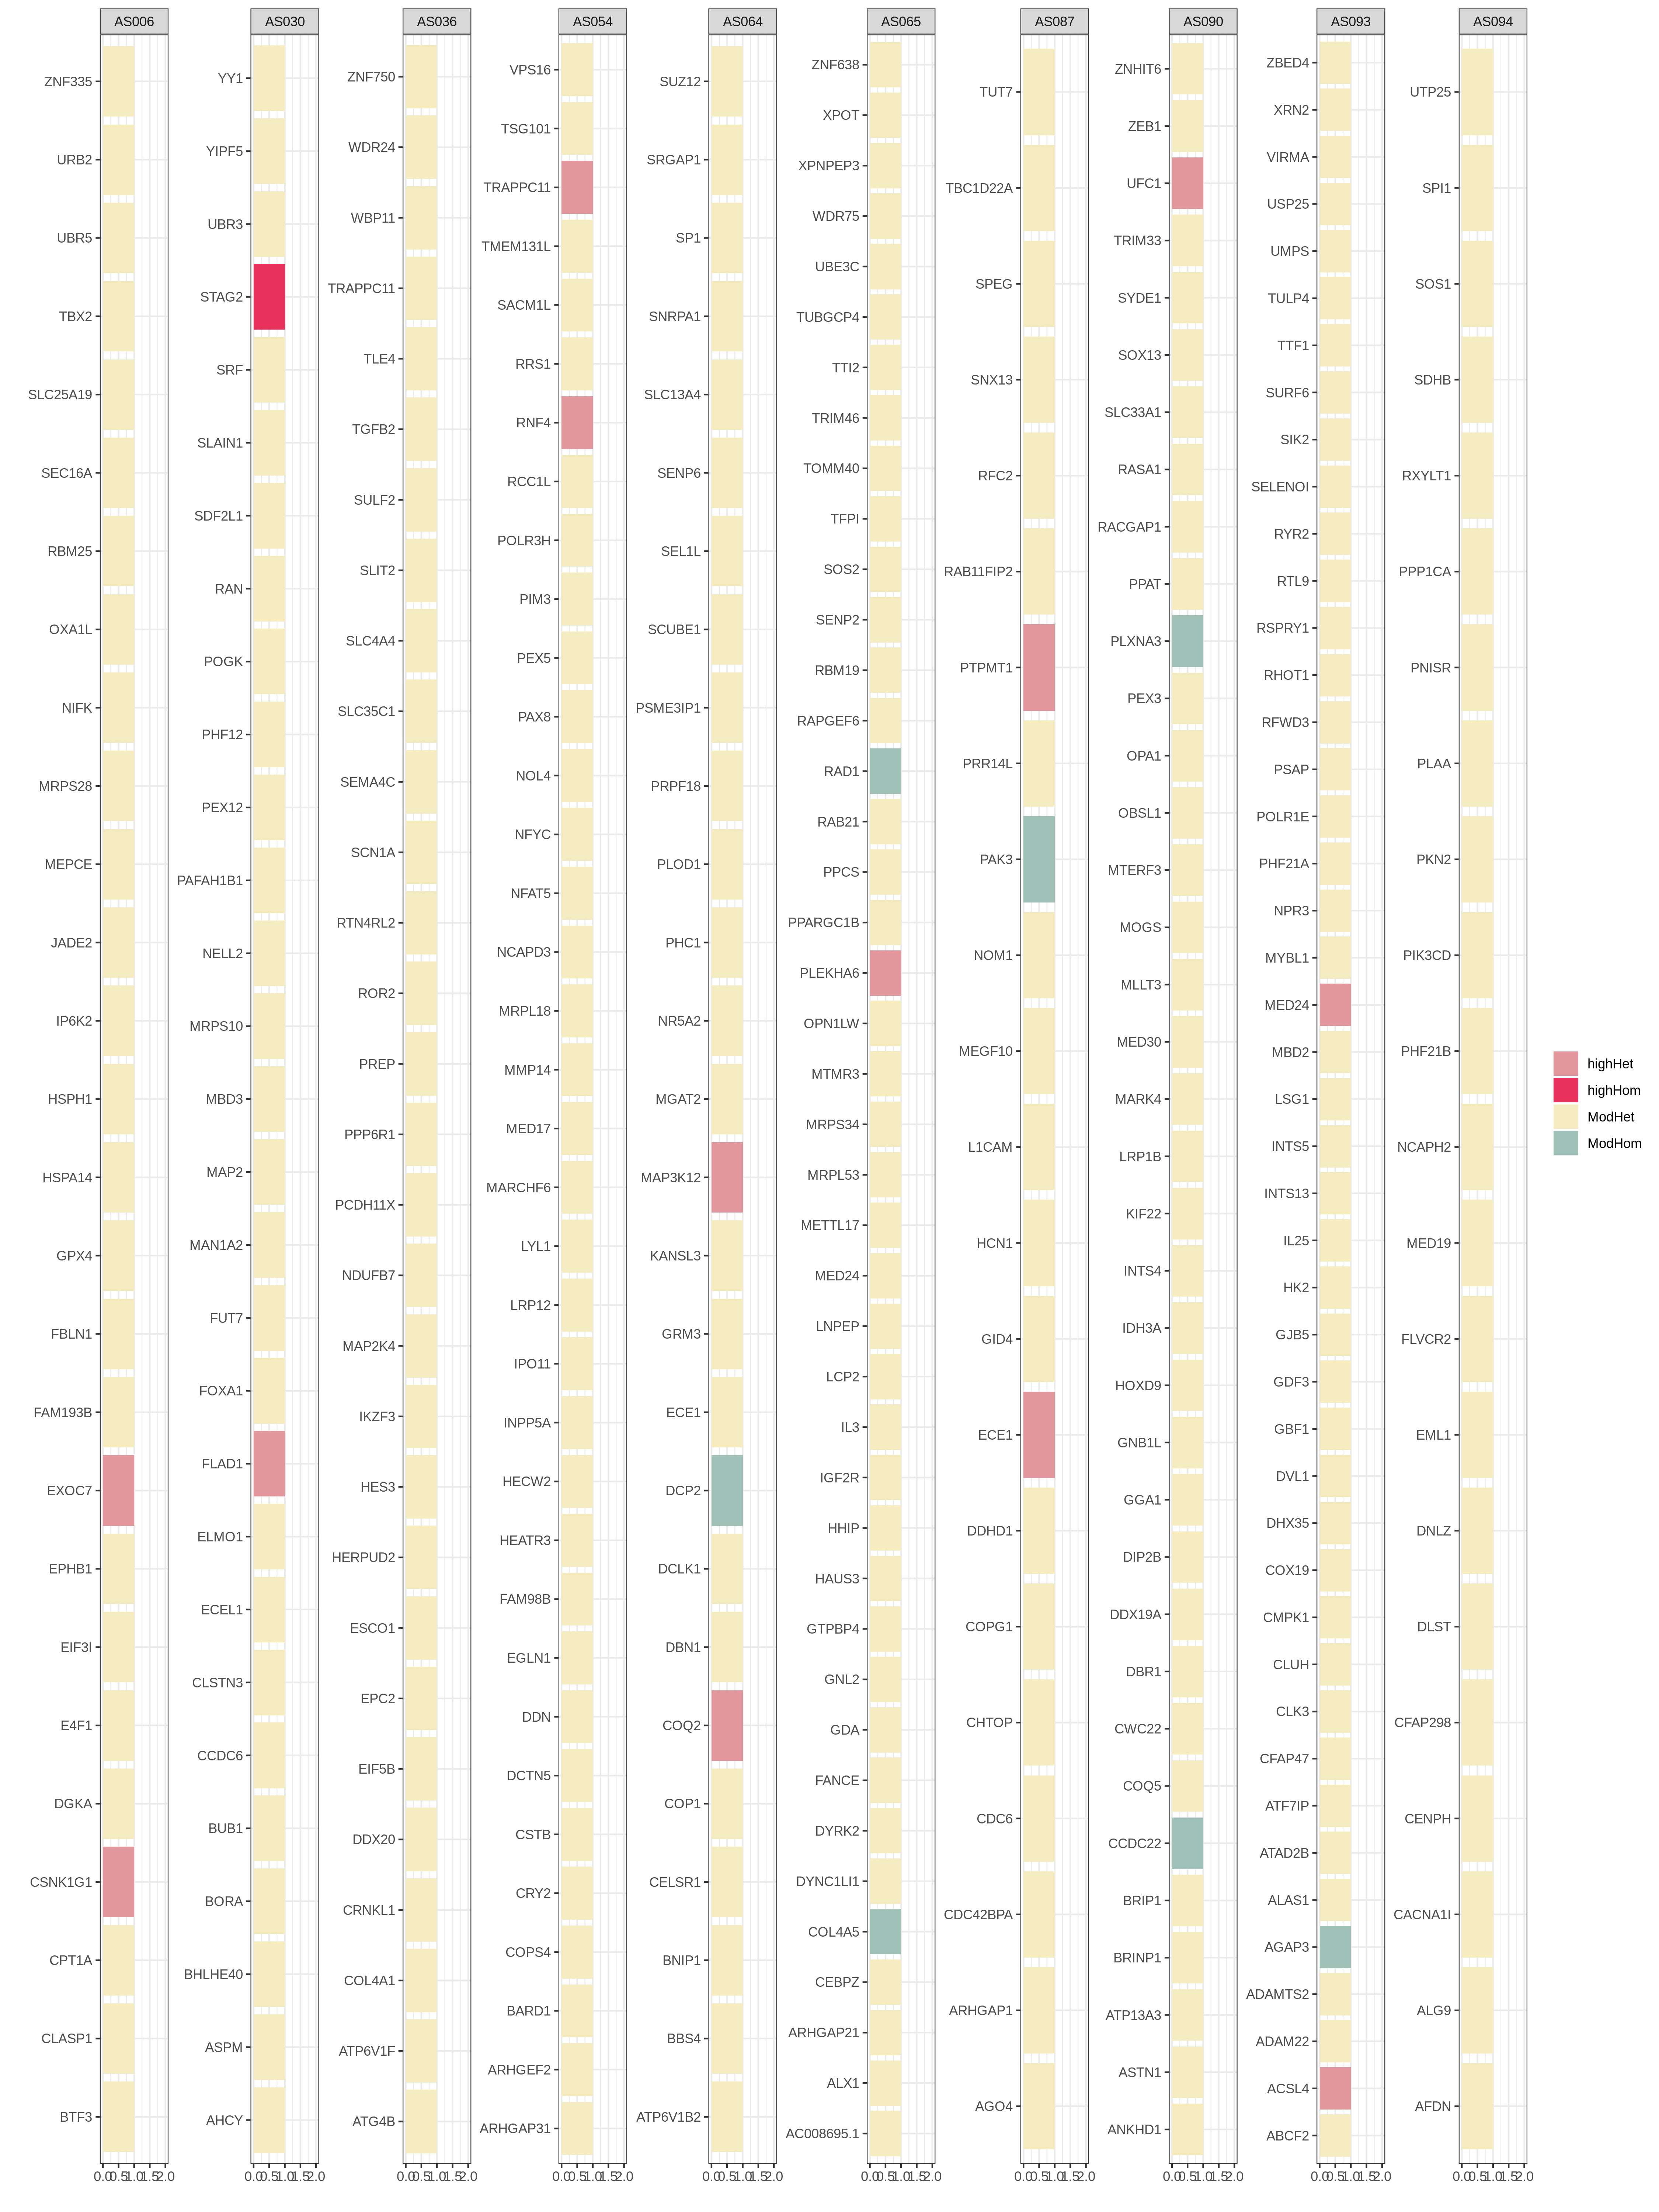 AS006
ZNF335
URB2
UBR5
TBX2
SLC25A19
SEC16A
RBM25
OXA1L
NIFK
MRPS28
MEPCE
JADE2
IP6K2
HSPH1
HSPA14
GPX4
FBLN1
FAM193B
EXOC7
EPHB1
EIF3I
E4F1
DGKA
CSNK1G1
CPT1A
CLASP1
BTF3
0.0 0.5 1.0 1.5 2.0
AS030
YY1
YIPF5
UBR3
STAG2
SRF
SLAIN1
SDF2L1
RAN
POGK
PHF12
PEX12
PAFAH1B1
NELL2
MRPS10
MBD3
MAP2
MAN1A2
FUT7
FOXA1
FLAD1
ELMO1
ECEL1
CLSTN3
CCDC6
BUB1
BORA
BHLHE40
ASPM
AHCY
0.0 0.5 1.0 1.5 2.0
AS036
ZNF750
WDR24
WBP11
TRAPPC11
TLE4
TGFB2
SULF2
SLIT2
SLC4A4
SLC35C1
SEMA4C
SCN1A
RTN4RL2
ROR2
PREP
PPP6R1
PCDH11X
NDUFB7
MAP2K4
IKZF3
HES3
HERPUD2
ESCO1
EPC2
EIF5B
DDX20
CRNKL1
COL4A1
ATP6V1F
ATG4B
0.0 0.5 1.0 1.5 2.0
AS054
VPS16
TSG101
TRAPPC11
TMEM131L
SACM1L
RRS1
RNF4
RCC1L
POLR3H
PIM3
PEX5
PAX8
NOL4
NFYC
NFAT5
NCAPD3
MRPL18
MMP14
MED17
MARCHF6
LYL1
LRP12
IPO11
INPP5A
HECW2
HEATR3
FAM98B
EGLN1
DDN
DCTN5
CSTB
CRY2
COPS4
BARD1
ARHGEF2
ARHGAP31
0.0 0.5 1.0 1.5 2.0
AS064
SUZ12
SRGAP1
SP1
SNRPA1
SLC13A4
SENP6
SEL1L
SCUBE1
PSME3IP1
PRPF18
PLOD1
PHC1
NR5A2
MGAT2
MAP3K12
KANSL3
GRM3
ECE1
DCP2
DCLK1
DBN1
COQ2
COP1
CELSR1
BNIP1
BBS4
ATP6V1B2
0.0 0.5 1.0 1.5 2.0
AS065
ZNF638
XPOT
XPNPEP3
WDR75
UBE3C
TUBGCP4
TTI2
TRIM46
TOMM40
TFPI
SOS2
SENP2
RBM19
RAPGEF6
RAD1
RAB21
PPCS
PPARGC1B
PLEKHA6
OPN1LW
MTMR3
MRPS34
MRPL53
METTL17
MED24
LNPEP
LCP2
IL3
IGF2R
HHIP
HAUS3
GTPBP4
GNL2
GDA
FANCE
DYRK2
DYNC1LI1
COL4A5
CEBPZ
ARHGAP21
ALX1
AC008695.1
0.0 0.5 1.0 1.5 2.0
AS087
TUT7
TBC1D22A
SPEG
SNX13
RFC2
RAB11FIP2
PTPMT1
PRR14L
PAK3
NOM1
MEGF10
L1CAM
HCN1
GID4
ECE1
DDHD1
COPG1
CHTOP
CDC6
CDC42BPA
ARHGAP1
AGO4
0.0 0.5 1.0 1.5 2.0
AS090
ZNHIT6
ZEB1
UFC1
TRIM33
SYDE1
SOX13
SLC33A1
RASA1
RACGAP1
PPAT
PLXNA3
PEX3
OPA1
OBSL1
MTERF3
MOGS
MLLT3
MED30
MARK4
LRP1B
KIF22
INTS4
IDH3A
HOXD9
GNB1L
GGA1
DIP2B
DDX19A
DBR1
CWC22
COQ5
CCDC22
BRIP1
BRINP1
ATP13A3
ASTN1
ANKHD1
0.0 0.5 1.0 1.5 2.0
AS093
ZBED4
XRN2
VIRMA
USP25
UMPS
TULP4
TTF1
SURF6
SIK2
SELENOI
RYR2
RTL9
RSPRY1
RHOT1
RFWD3
PSAP
POLR1E
PHF21A
NPR3
MYBL1
MED24
MBD2
LSG1
INTS5
INTS13
IL25
HK2
GJB5
GDF3
GBF1
DVL1
DHX35
COX19
CMPK1
CLUH
CLK3
CFAP47
ATF7IP
ATAD2B
ALAS1
AGAP3
ADAMTS2
ADAM22
ACSL4
ABCF2
0.0 0.5 1.0 1.5 2.0
AS094
UTP25
SPI1
SOS1
SDHB
RXYLT1
PPP1CA
PNISR
PLAA
PKN2
PIK3CD
PHF21B
NCAPH2
MED19
FLVCR2
EML1
DNLZ
DLST
CFAP298
CENPH
CACNA1I
ALG9
AFDN
0.0 0.5 1.0 1.5 2.0
highHet
highHom
ModHet
ModHom